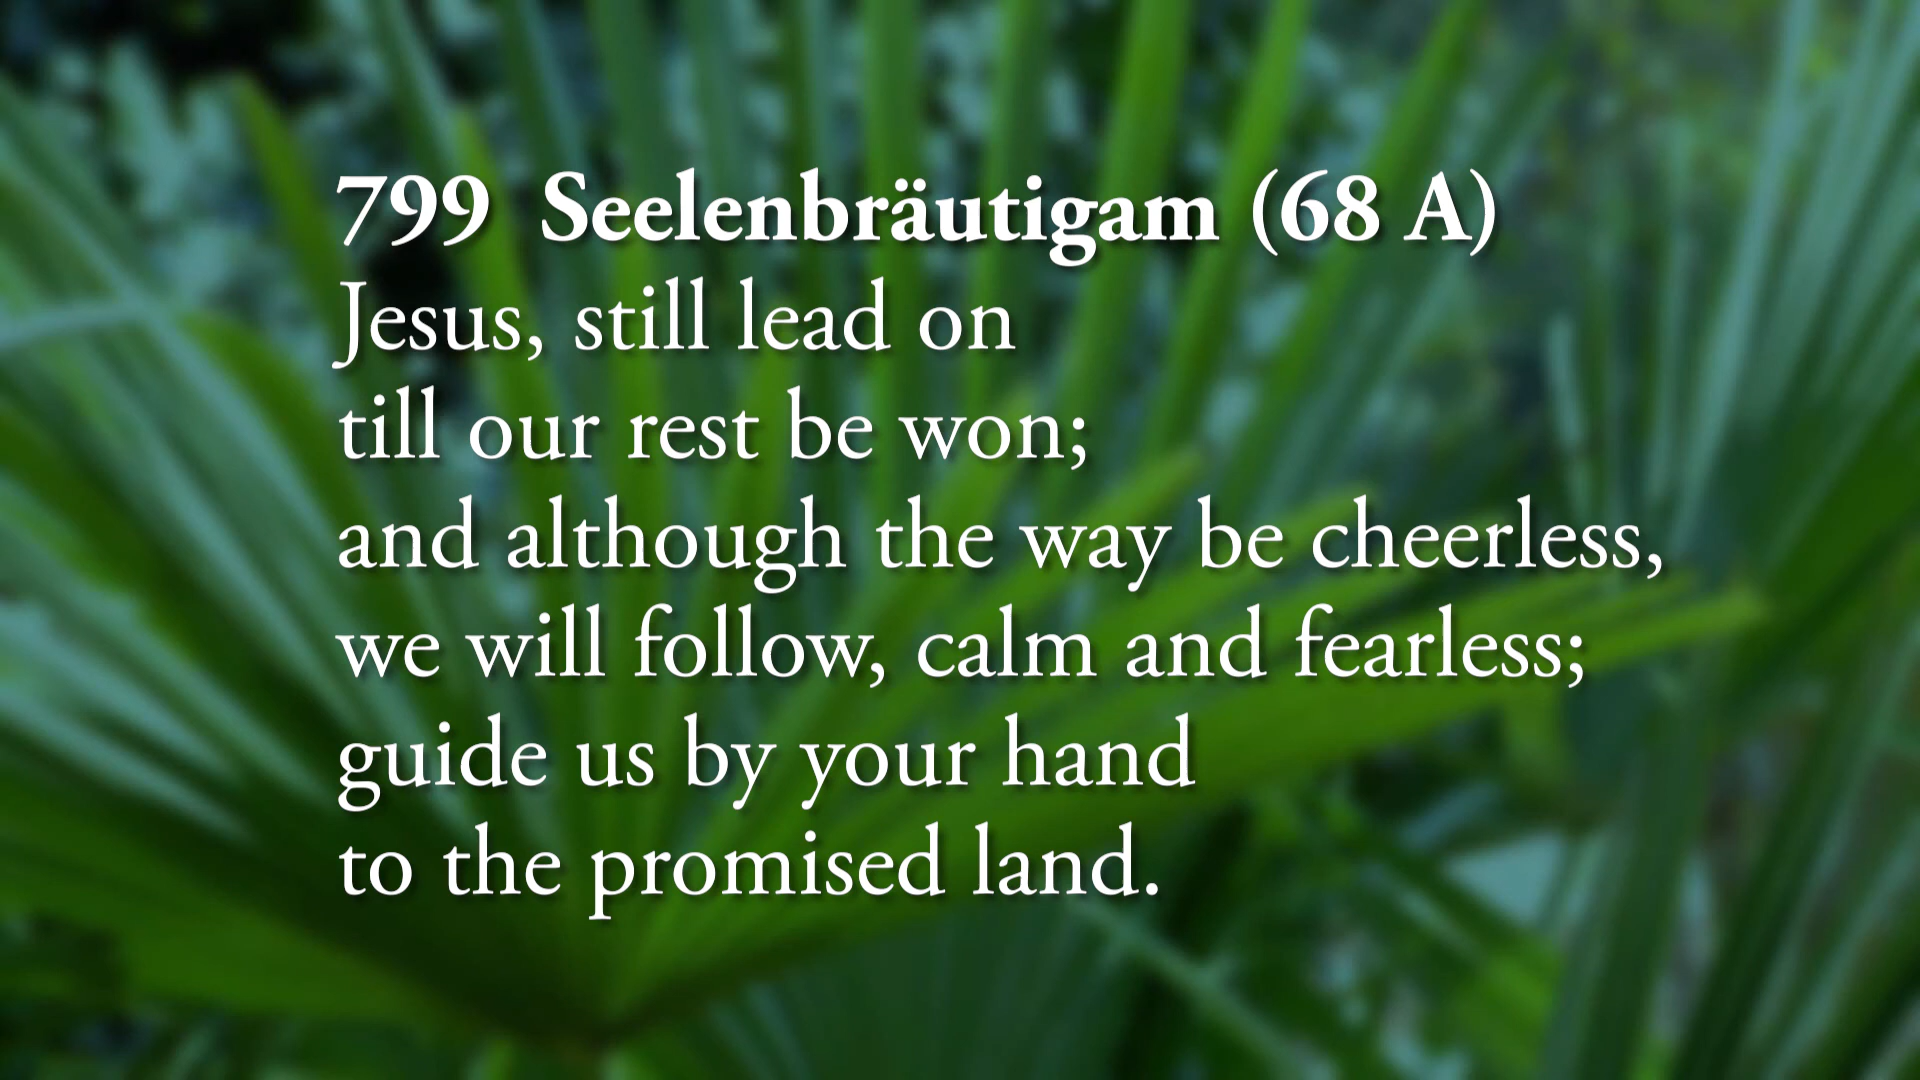 799 Seelenbräutigam (68 A)
Jesus, still lead on
till our rest be won;
and although the way be cheerless,
we will follow, calm and fearless;
guide us by your hand
to the promised land.